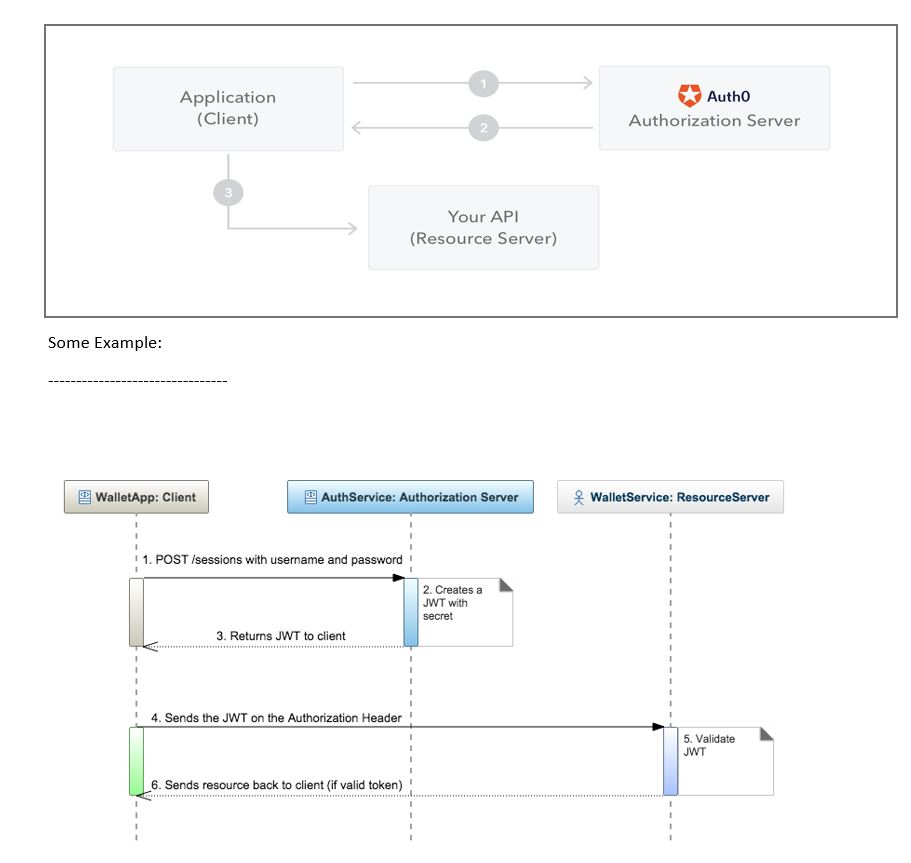 Application
(Client)
1
Auth0
Authorization Server
2
3
Your API
(Resource Server)
Some Example:
--------------------------------
WalletApp: Client
AuthService: Authorization Server
WalletService: ResourceServer
1. POST /sessions with username and password
2. Creates a
JWT with
secret
3. Returns JWT to client
4. Sends the JWT on the Authorization Header
5. Validate
JWT
6. Sends resource back to client (if valid token)